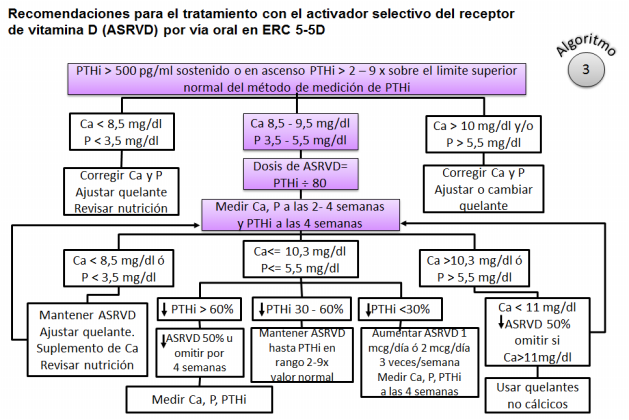 Recomendaciones para el tratamiento con el activador selectivo del receptor
de vitamina D (ASRVD) por vía oral en ERC 5-5D
Algoritmo
3
PTHi > 500 pg/ml sostenido o en ascenso PTHi > 2 – 9 x sobre el limite superior
normal del método de medición de PTHi
Ca < 8,5 mg/dl
P < 3,5 mg/dl
Ca 8,5 - 9,5 mg/dl
P 3,5 - 5,5 mg/dl
Ca > 10 mg/dl y/o
P > 5,5 mg/dl
Corregir Ca y P
Ajustar quelante
Revisar nutrición
Dosis de ASRVD=
PTHi ÷ 80
Corregir Ca y P
Ajustar o cambiar
quelante
Medir Ca, P a las 2- 4 semanas
y PTHi a las 4 semanas
Ca < 8,5 mg/dl ó
P < 3,5 mg/dl
Ca<= 10,3 mg/dl
P<= 5,5 mg/dl
Ca >10,3 mg/dl ó
P > 5,5 mg/dl
Mantener ASRVD
Ajustar quelante.
Suplemento de Ca
Revisar nutrición
↓PTHi > 60%
↓PTHi 30 - 60%
↓PTHi <30%
↓ASRVD 50% u
omitir por
4 semanas
Mantener ASRVD
hasta PTHi en
rango 2-9x
valor normal
Aumentar ASRVD 1
mcg/día ó 2 mcg/día
3 veces/semana
Medir Ca, P, PTHi
a las 4 semanas
Ca < 11 mg/dl
↓ASRVD 50%
omitir si
Ca>11mg/dl
Medir Ca, P, PTHi
Usar quelantes
no cálcicos